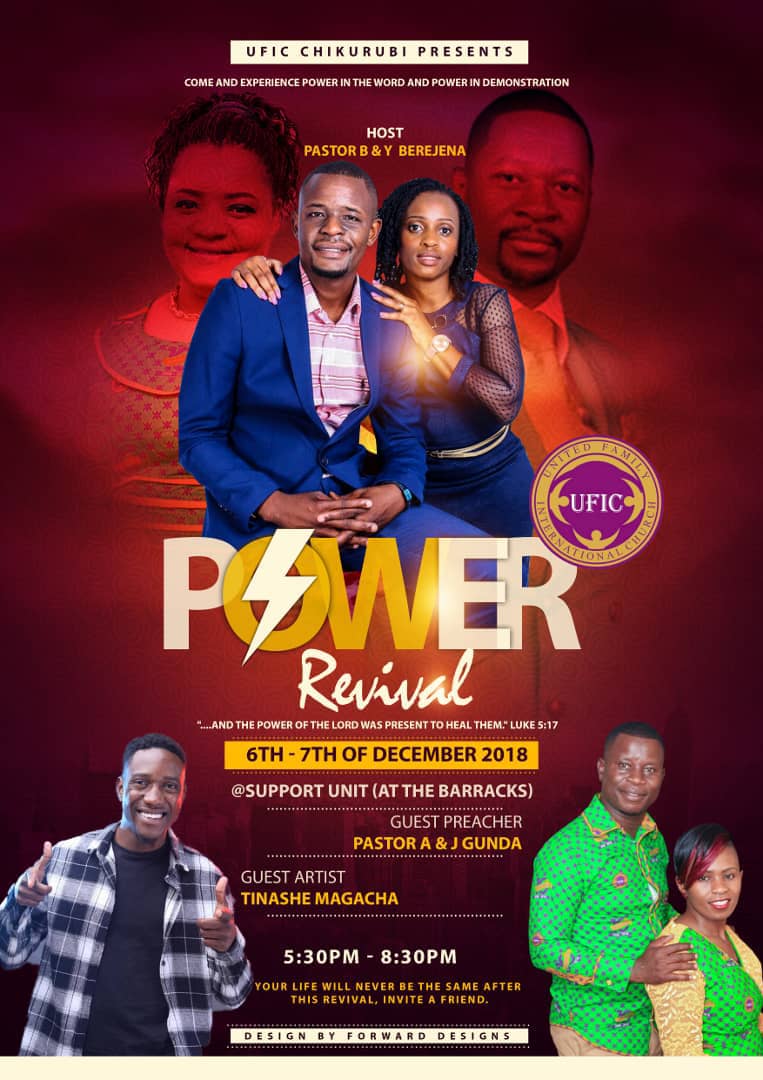 UFIC CHIKURUBI PRESENTS
COME AND EXPERIENCE POWER IN THE WORD AND POWER IN DEMONSTRATION
HOST
PASTOR B & Y BEREJENA
UNITED FAMILY
UFIC
INTERNATIONAL CHURCH
POWER
Revival
"....AND THE POWER OF THE LORD WAS PRESENT TO HEAL THEM." LUKE 5:17
6TH - 7TH OF DECEMBER 2018
@SUPPORT UNIT (AT THE BARRACKS)
GUEST PREACHER
PASTOR A & J GUNDA
GUEST ARTIST
TINASHE MAGACHA
5:30PM - 8:30PM
YOUR LIFE WILL NEVER BE THE SAME AFTER
THIS REVIVAL, INVITE A FRIEND.
DESIGN BY FORWARD DESIGNS